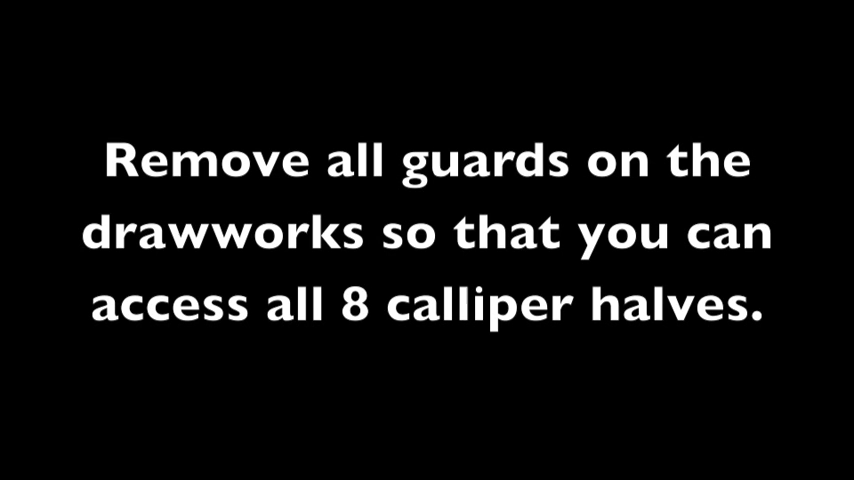 Remove all guards on the
drawworks so that you can
access all 8 calliper halves.